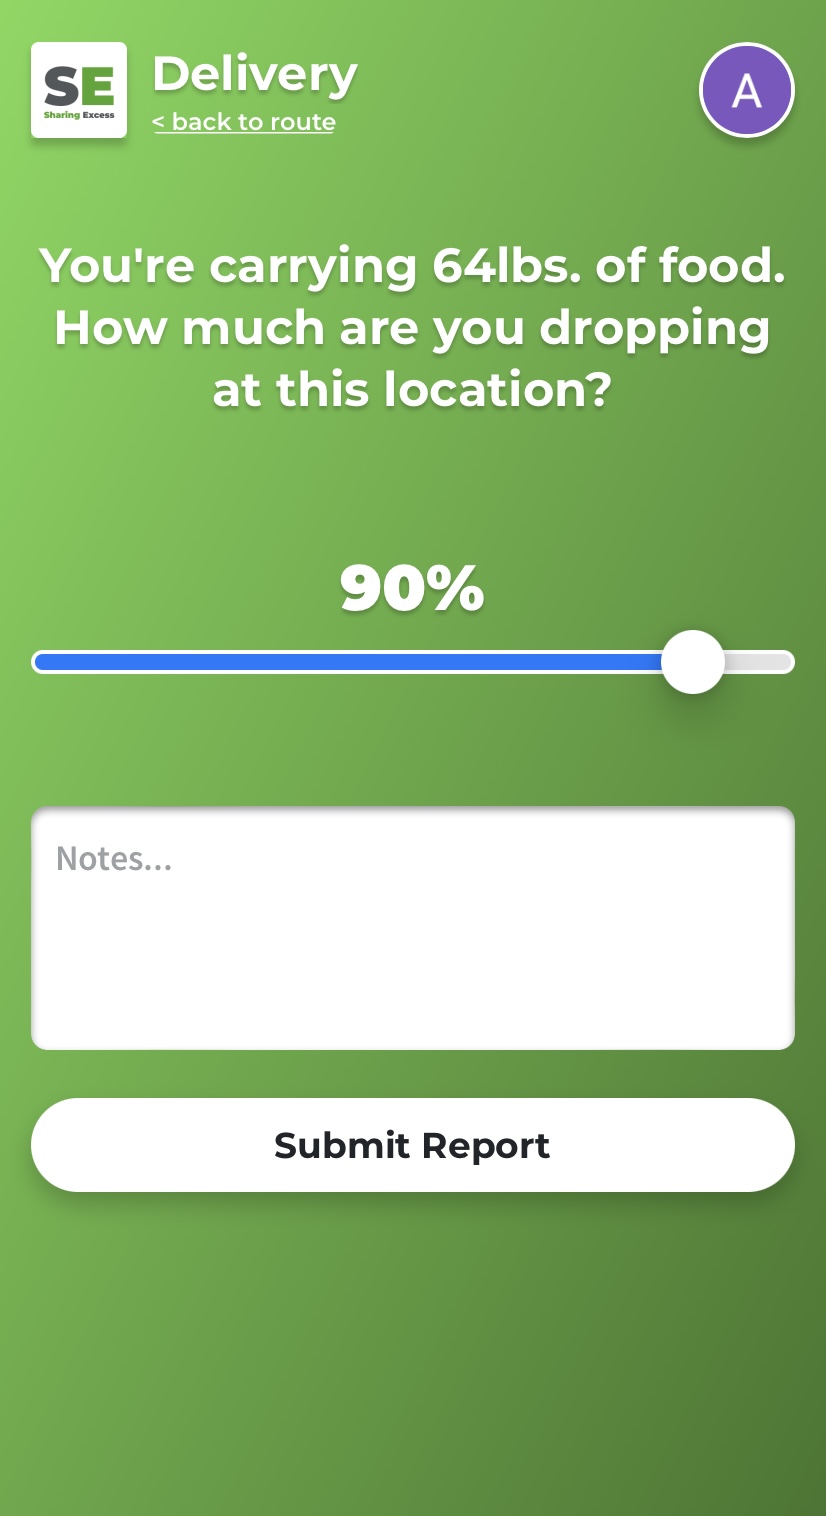 SE
Sharing Excess
Delivery
< back to route
A
You're carrying 64lbs. of food.
How much are you dropping
at this location?
90%
Notes...
Submit Report